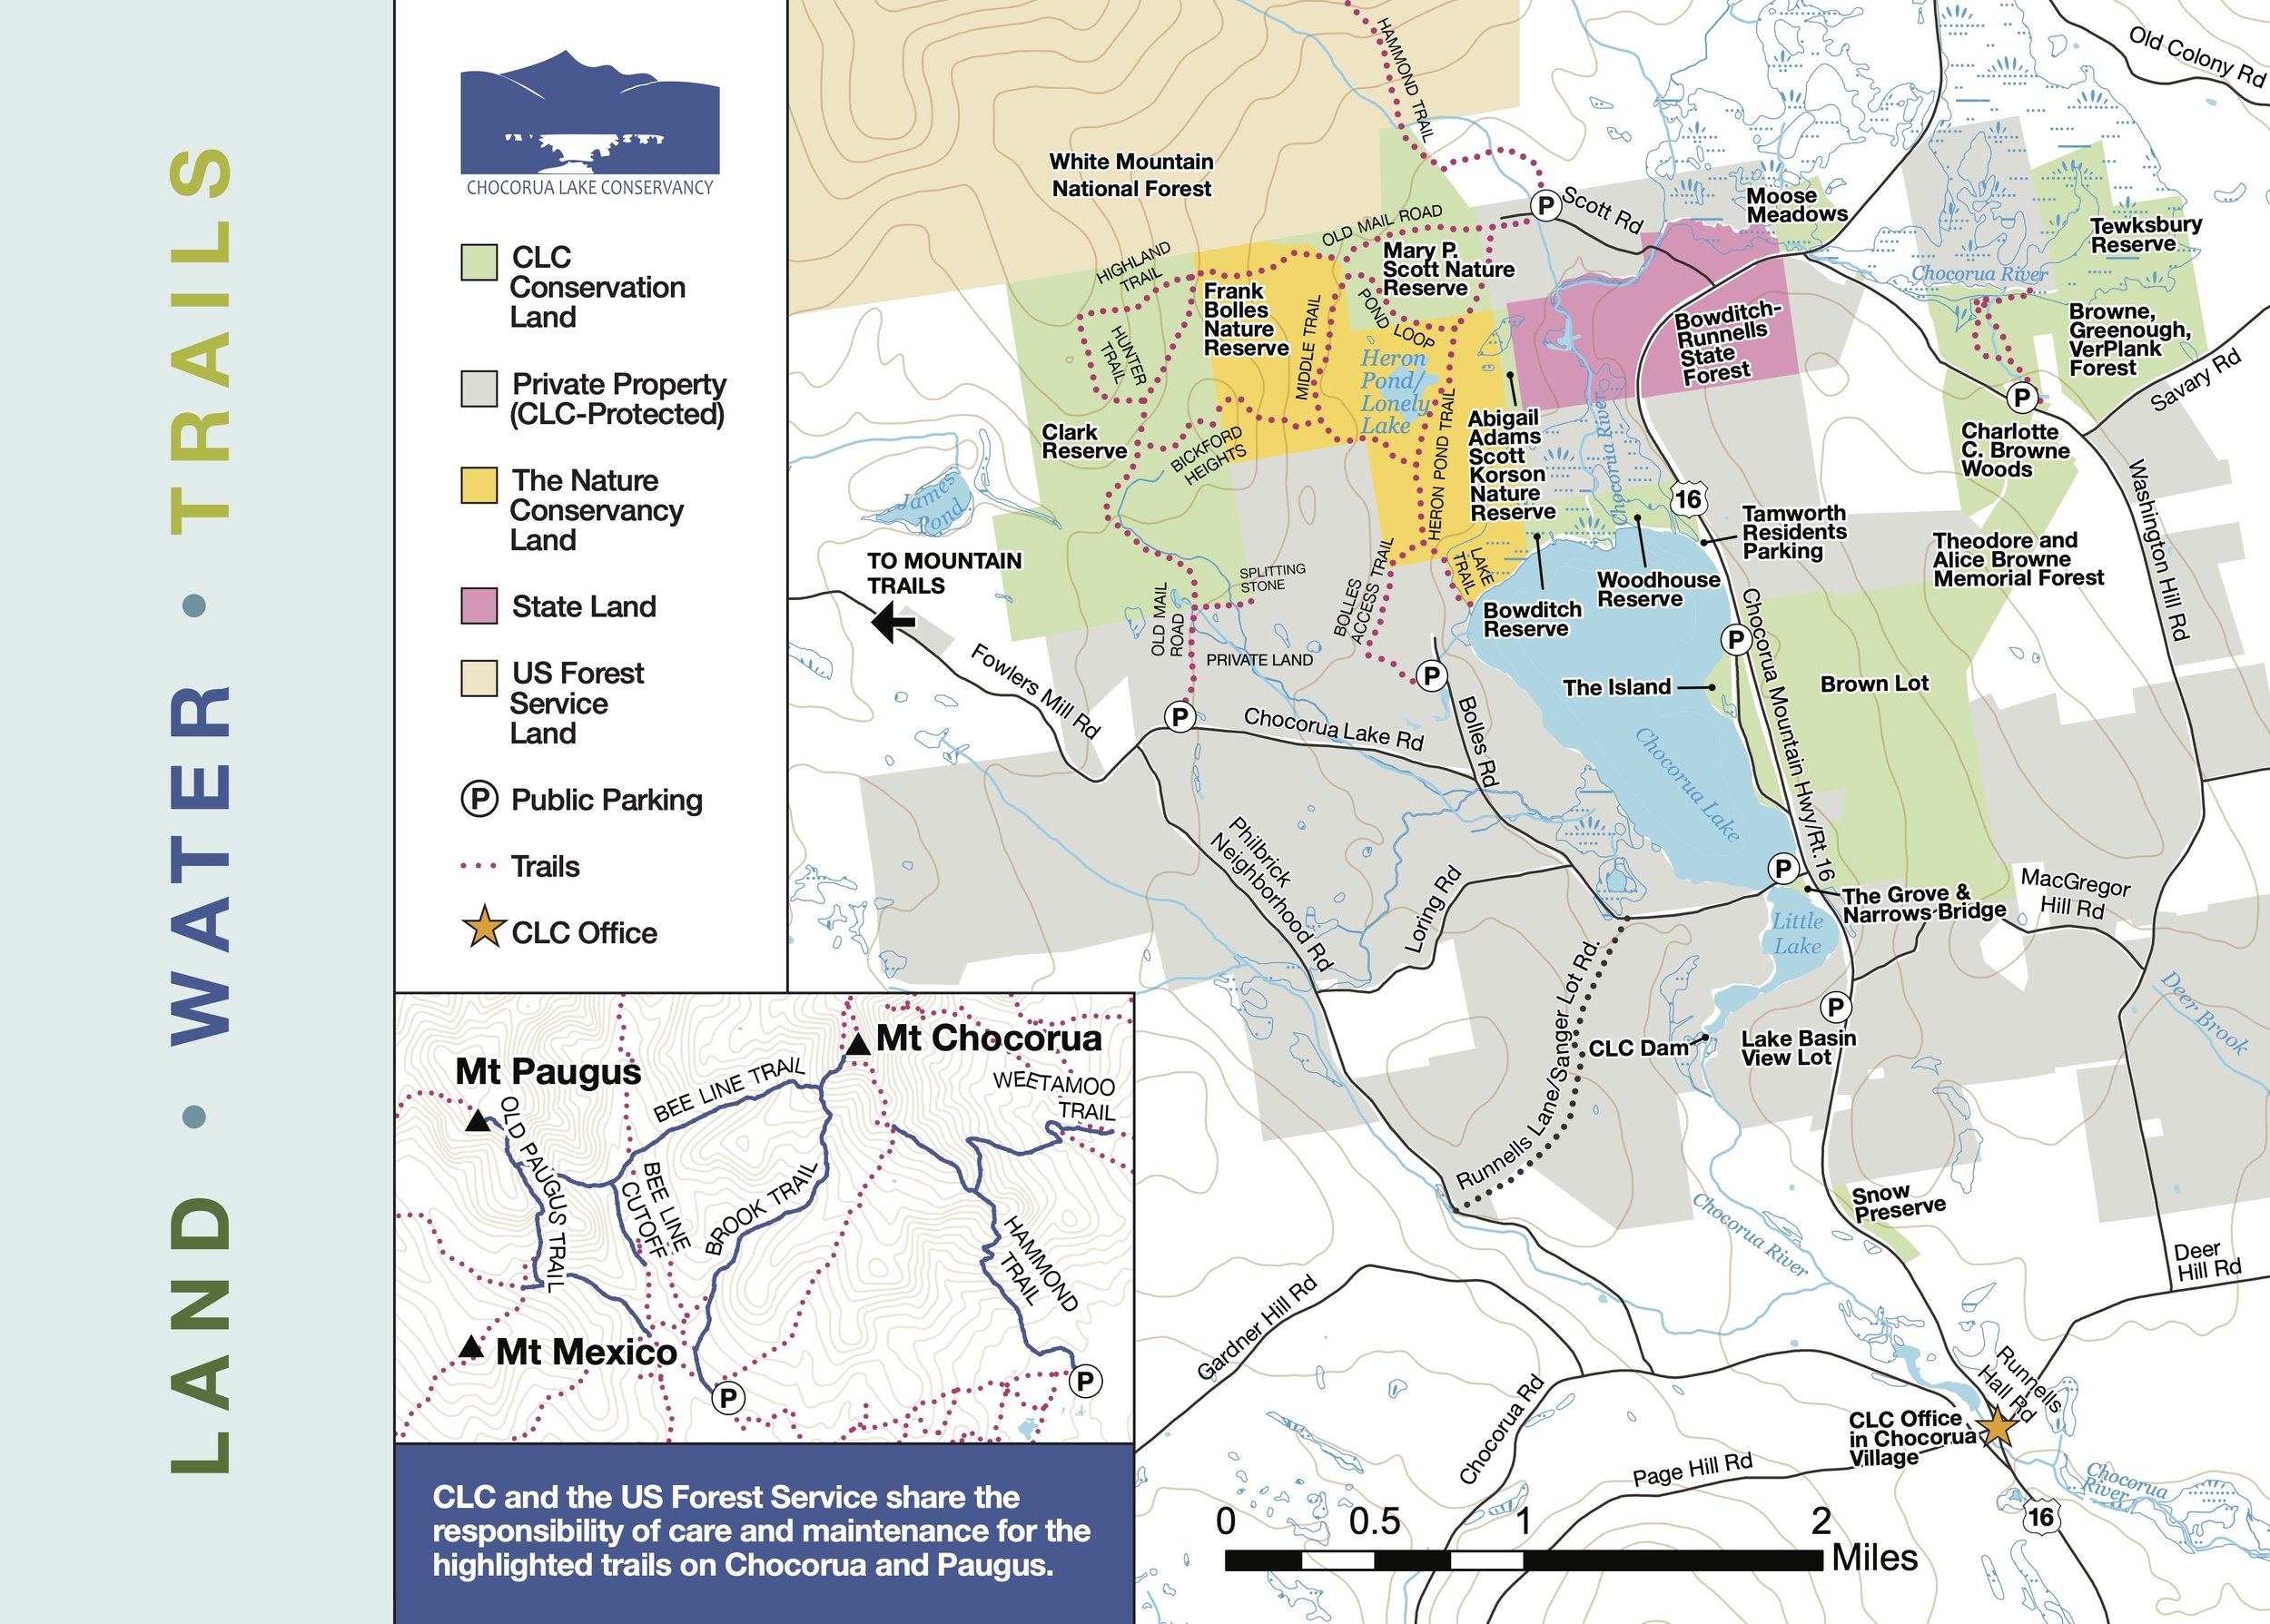 LAND • WATER • TRAILS
CHOCORUA LAKE CONSERVANCY
CLC
Conservation
Land
Private Property
(CLC-Protected)
The Nature
Conservancy
Land
State Land
US Forest
Service
Land
P
Public Parking
Trails
CLC Office
Mt Chocorua
Mt Paugus
WEETAMOO
TRAIL
BEE LINE TRAIL
OLD PAUGUS TRAIL
BEE LINE
CUTOFF
BROOK TRAIL
HAMMOND
TRAIL
Mt Mexico
P
P
CLC and the US Forest Service share the
responsibility of care and maintenance for the
highlighted trails on Chocorua and Paugus.
HAMMOND TRAIL
Old Colony Rd
White Mountain
National Forest
P
Scott Rd
Moose
Meadows
OLD MAIL ROAD
Tewksbury
Reserve
HIGHLAND
TRAIL
Mary P.
Scott Nature
Reserve
Chocorua River
Frank
Bolles
Nature
Reserve
MIDDLE TRAIL
POND
LOOP
Bowditch-
Runnells
State
Forest
Browne,
Greenough,
VerPlank
Forest
HUNTER
TRAIL
Heron
Pond/
Lonely
Lake
Savary Rd
P
Clark
Reserve
BICKFORD
HEIGHTS
HERON POND TRAIL
Abigail
Adams
Scott
Korson
Nature
Reserve
Chocorua River
Charlotte
C. Browne
Woods
Washington Hill Rd
James
Pond
16
Tamworth
Residents
Parking
Theodore and
Alice Browne
Memorial Forest
TO MOUNTAIN
TRAILS
SPLITTING
STONE
LAKE
TRAIL
BOLLES
ACCESS TRAIL
OLD MAIL
ROAD
Woodhouse
Reserve
Bowditch
Reserve
P
Chocorua Mountain Hwy/Rt. 16
Fowlers Mill Rd
PRIVATE LAND
P
The Island
Brown Lot
P
Chocorua Lake Rd
Bolles Rd
Chocorua Lake
Philbrick
Neighborhood Rd
Loring Rd
P
The Grove &
Narrows Bridge
MacGregor
Hill Rd
Little
Lake
Runnells Lane/Sanger Lot Rd.
Deer Brook
P
CLC Dam
Lake Basin
View Lot
Snow
Preserve
Chocorua River
Deer
Hill Rd
Gardner Hill Rd
Runnells
Hall Rd
Chocorua Rd
CLC Office
in Chocorua
Village
Page Hill Rd
Chocorua
River
16
0 0.5 1 2
Miles